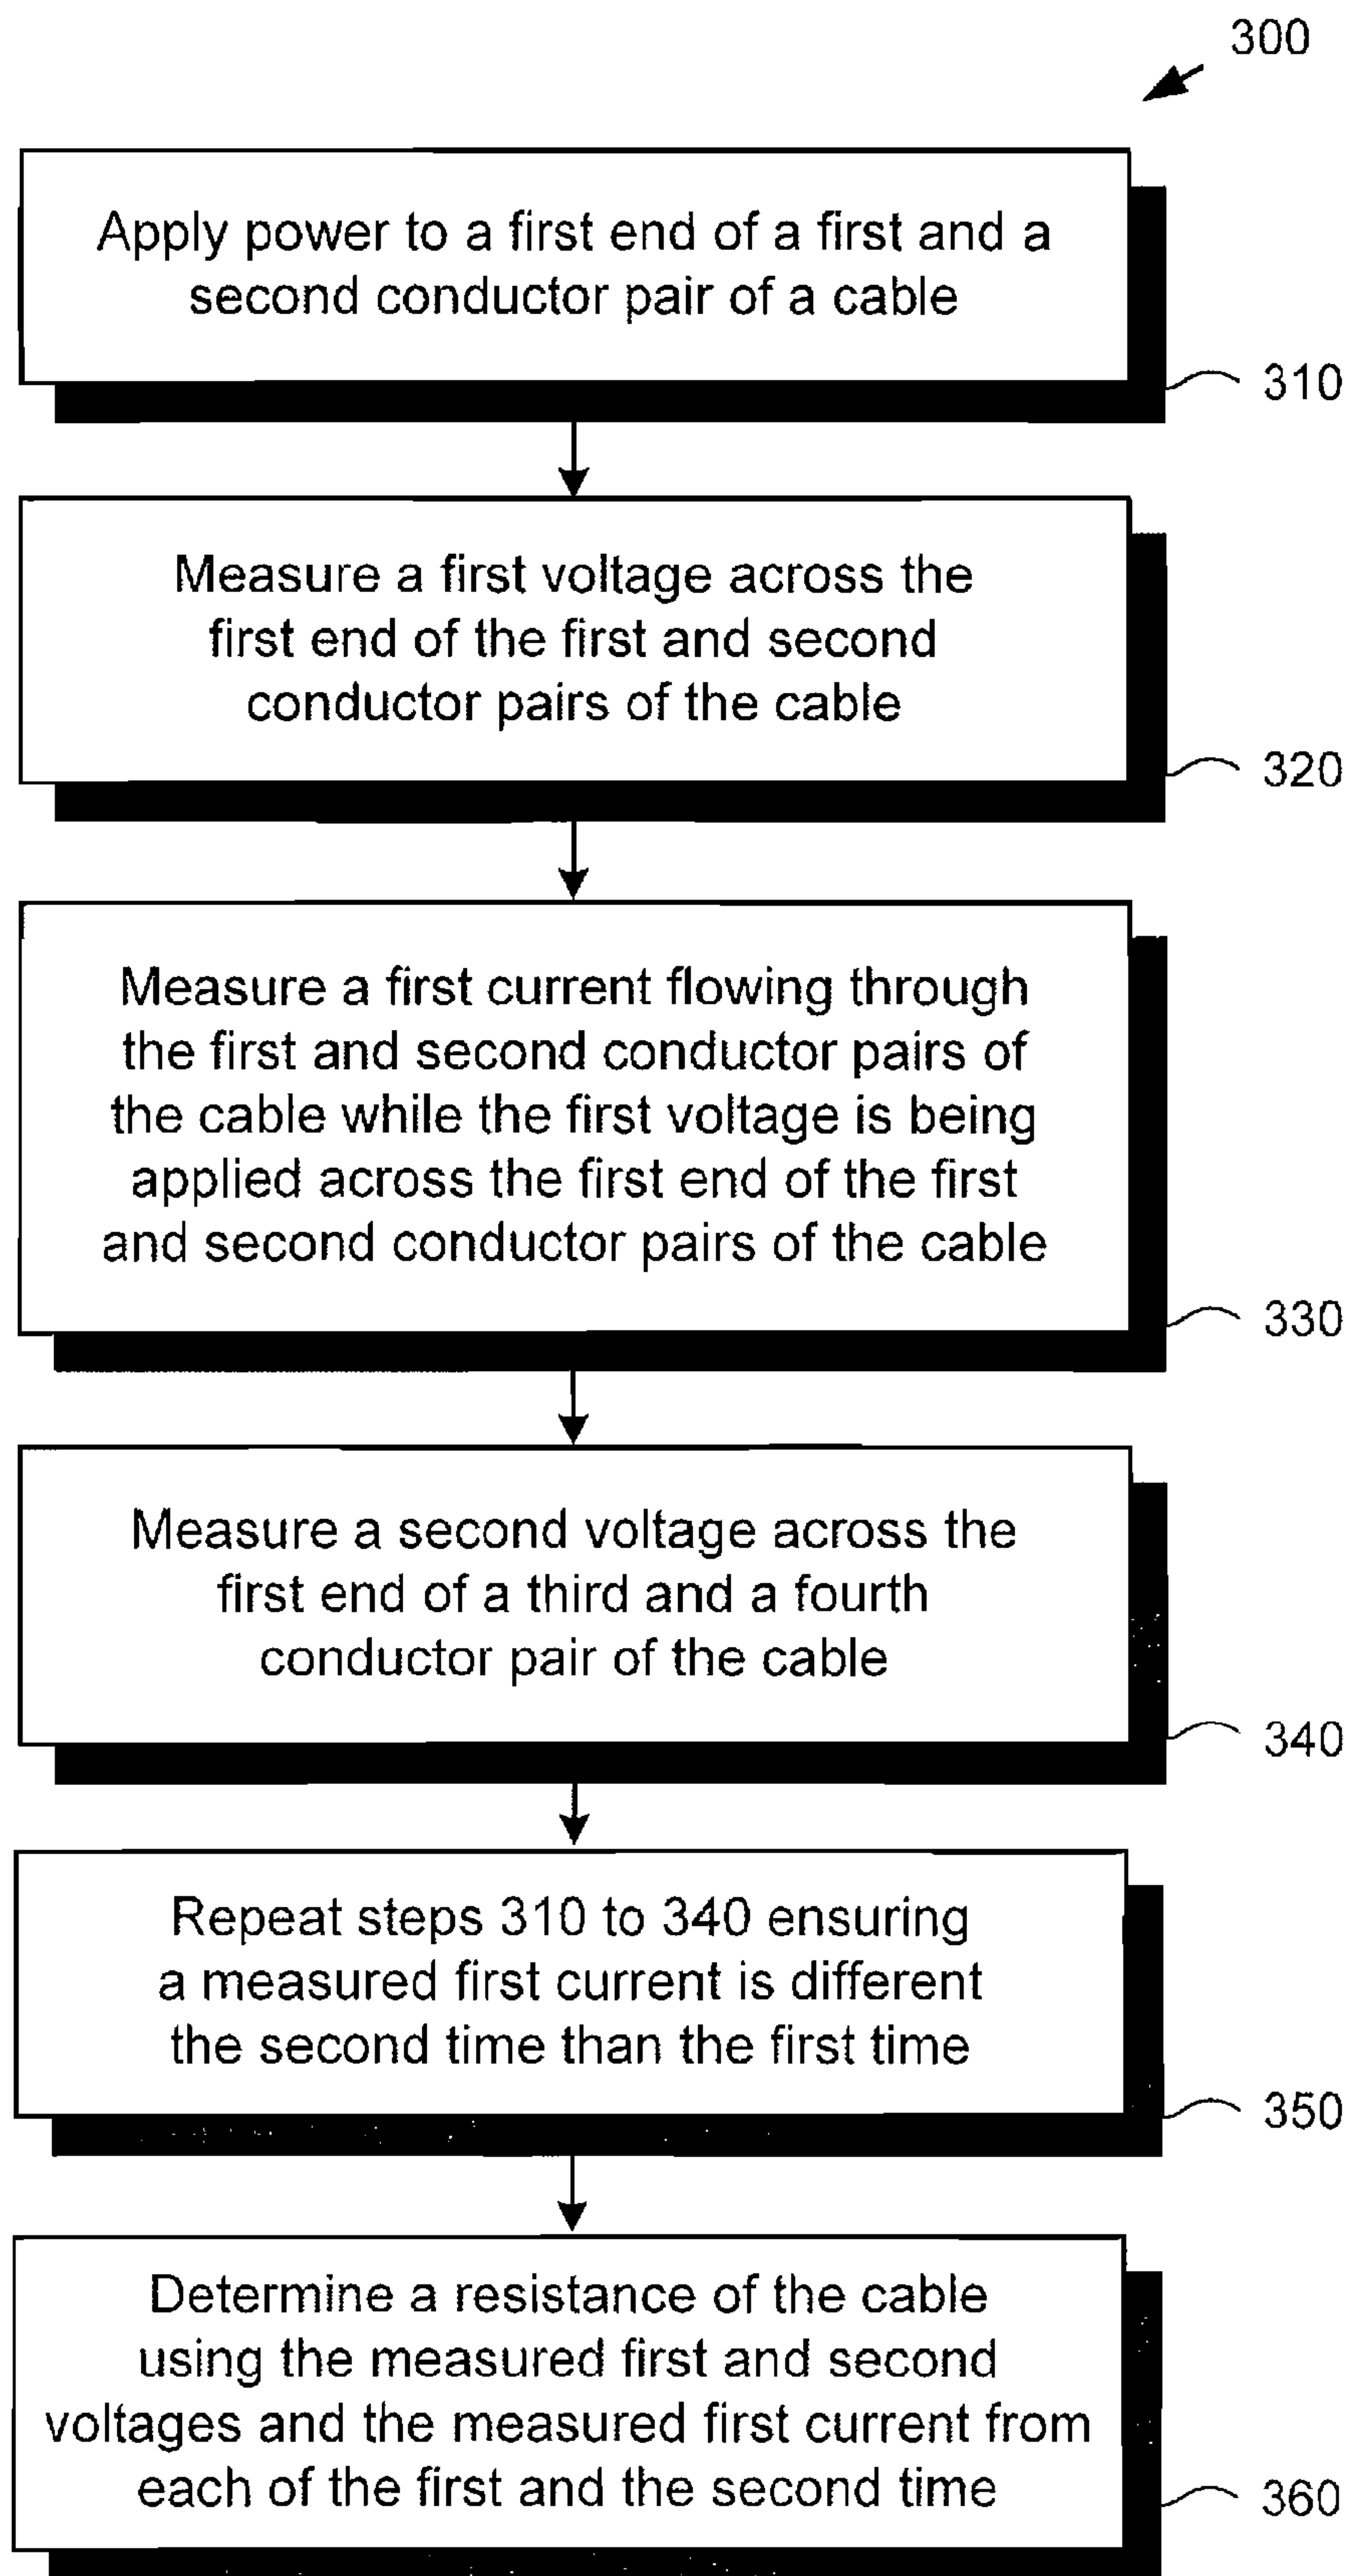 300
Apply power to a first end of a first and a
second conductor pair of a cable
310
Measure a first voltage across the
first end of the first and second
conductor pairs of the cable
320
Measure a first current flowing through
the first and second conductor pairs of
the cable while the first voltage is being
applied across the first end of the first
and second conductor pairs of the cable
330
Measure a second voltage across the
first end of a third and a fourth
conductor pair of the cable
340
Repeat steps 310 to 340 ensuring
a measured first current is different
the second time than the first time
350
Determine a resistance of the cable
using the measured first and second
voltages and the measured first current from
each of the first and the second time
360